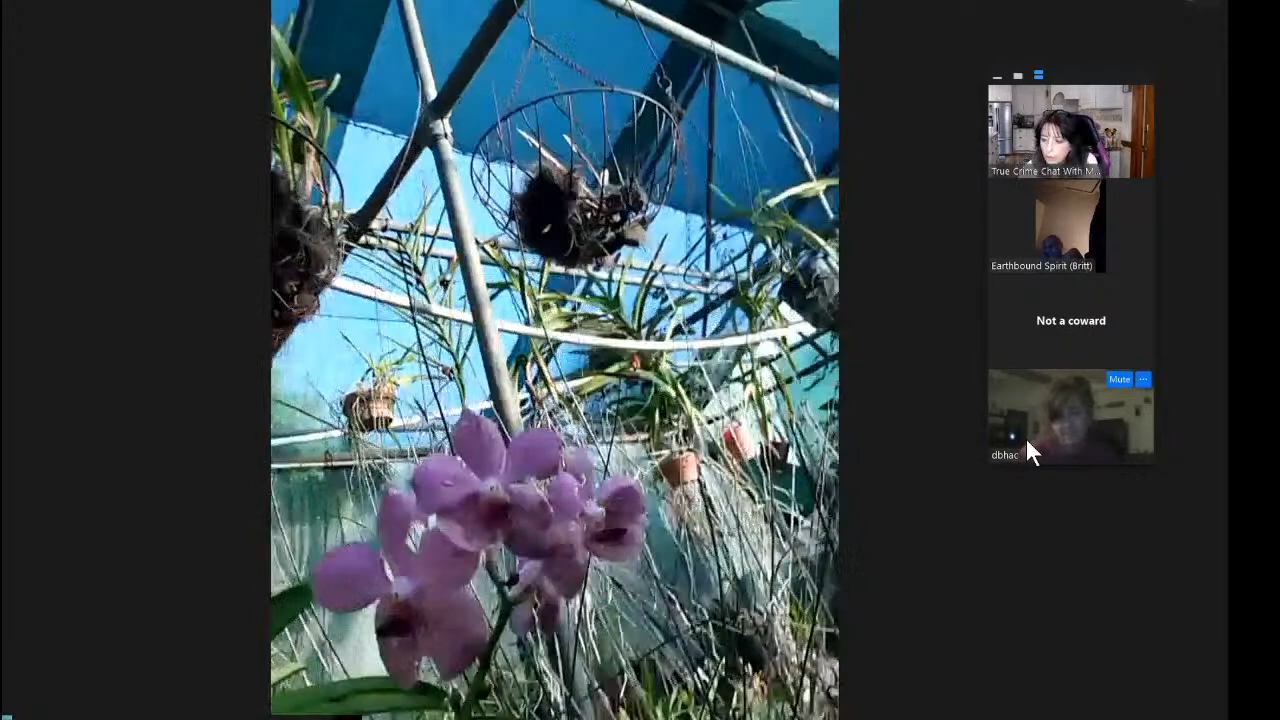 True Crime Chat With M...
Earthbound Spirit (Britt)
Not a coward
Mute ...
dbhac